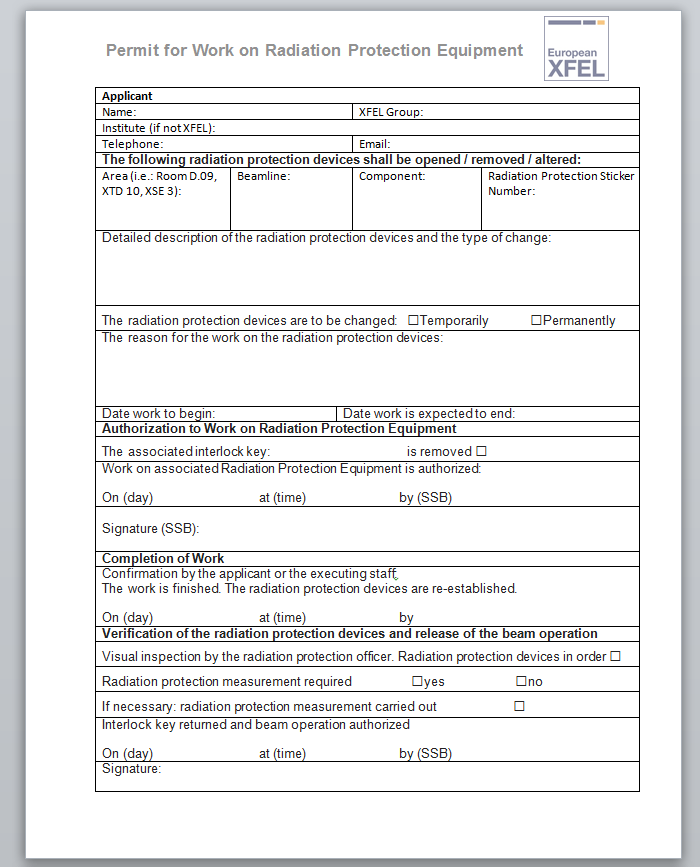 Permit for Work on Radiation Protection Equipment
European
XFEL
Applicant
Name: XFEL Group:
Institute (if not XFEL):
Telephone: Email:
The following radiation protection devices shall be opened / removed / altered:
Area (i.e.: Room D.09, Beamline: Component: Radiation Protection Sticker
XTD 10, XSE 3): Number:
Detailed description of the radiation protection devices and the type of change:
The radiation protection devices are to be changed: ☐Temporarily ☐Permanently
The reason for the work on the radiation protection devices:
Date work to begin: Date work is expected to end:
Authorization to Work on Radiation Protection Equipment
The associated interlock key: is removed ☐
Work on associated Radiation Protection Equipment is authorized:
On (day) at (time) by (SSB)
Signature (SSB):
Completion of Work
Confirmation by the applicant or the executing staff,
The work is finished. The radiation protection devices are re-established.
On (day) at (time) by
Verification of the radiation protection devices and release of the beam operation
Visual inspection by the radiation protection officer. Radiation protection devices in order ☐
Radiation protection measurement required ☐yes ☐no
If necessary: radiation protection measurement carried out ☐
Interlock key returned and beam operation authorized
On (day) at (time) by (SSB)
Signature: